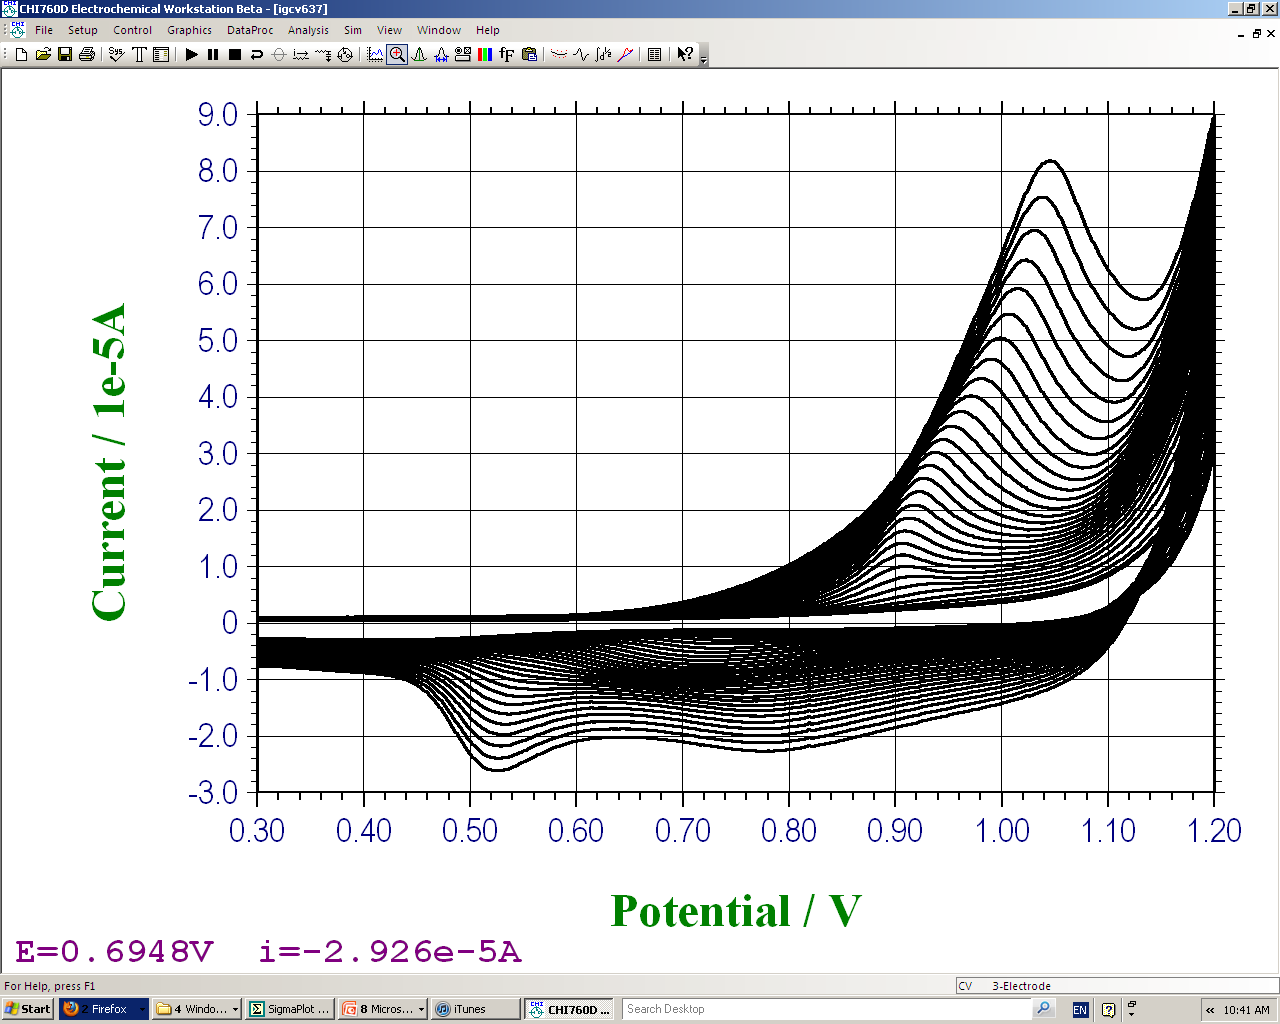 CHI760D Electrochemical Workstation Beta - [igcv637]
File Setup Control Graphics DataProc Analysis Sim View Window Help
9.0
8.0
7.0
6.0
5.0
4.0
3.0
2.0
1.0
0
-1.0
-2.0
-3.0
Current / 1e-5A
0.30 0.40 0.50 0.60 0.70 0.80 0.90 1.00 1.10 1.20
Potential / V
E=0.6948V i=-2.926e-5A
For Help, press F1
CV 3-Electrode
Start 2 Firefox 4 Windo... SigmaPlot ... 8 Micros... iTunes CHI760D ... Search Desktop EN 10:41 AM